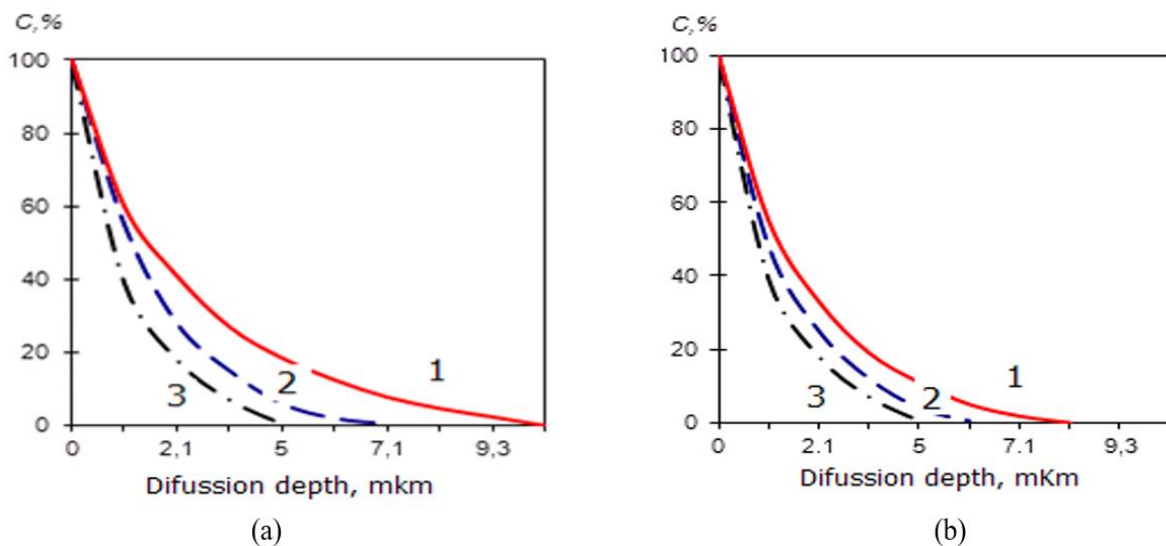 C,%
100
80
60
40
20
0
1
2
3
0 2,1 5 7,1 9,3
Difussion depth, mkm
(a)
C,%
100
80
60
40
20
0
1
2
3
0 2.1 5 7.1 9,3
Difussion depth, mKm
(b)